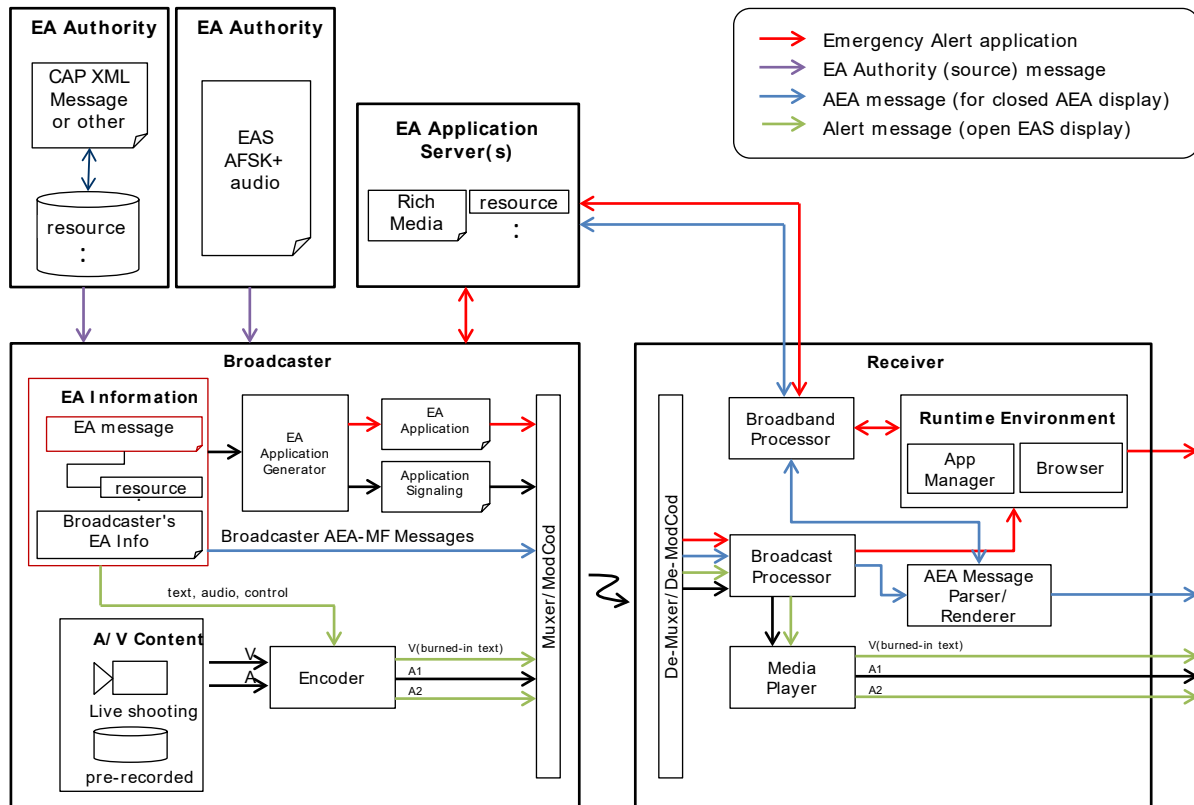 EA Authority
CAP XML
Message
or other
resource
:
EA Authority
EAS
AFSK+
audio
EA Application
Server(s)
Rich
Media
resource
:
Emergency Alert application
EA Authority (source) message
AEA message (for closed AEA display)
Alert message (open EAS display)
Broadcaster
EA Information
EA message
resource
:
Broadcaster's
EA Info
EA
Application
Generator
EA
Application
Application
Signaling
Broadcaster AEA-MF Messages
text, audio, control
A/V Content
Live shooting
pre-recorded
V
A
Encoder
V(burned-in text)
A1
A2
Muxer/ModCod
Receiver
De-Muxer/De-ModCod
Broadband
Processor
Runtime Environment
App
Manager
Browser
Broadcast
Processor
AEA Message
Parser/
Renderer
Media
Player
V(burned-in text)
A1
A2